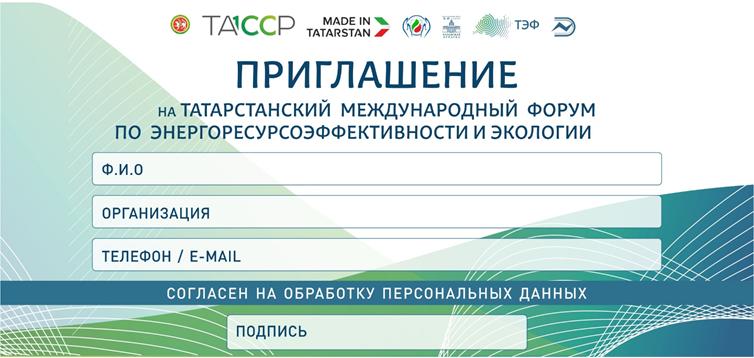 ТА1ССР MADE IN TATARSTAN ТЭФ
ПРИГЛАШЕНИЕ
НА ТАТАРСТАНСКИЙ МЕЖДУНАРОДНЫЙ ФОРУМ
ПО ЭНЕРГОРЕСУРСОЭФФЕКТИВНОСТИ И ЭКОЛОГИИ
Ф.И.О
ОРГАНИЗАЦИЯ
ТЕЛЕФОН / E-MAIL
СОГЛАСЕН НА ОБРАБОТКУ ПЕРСОНАЛЬНЫХ ДАННЫХ
ПОДПИСЬ